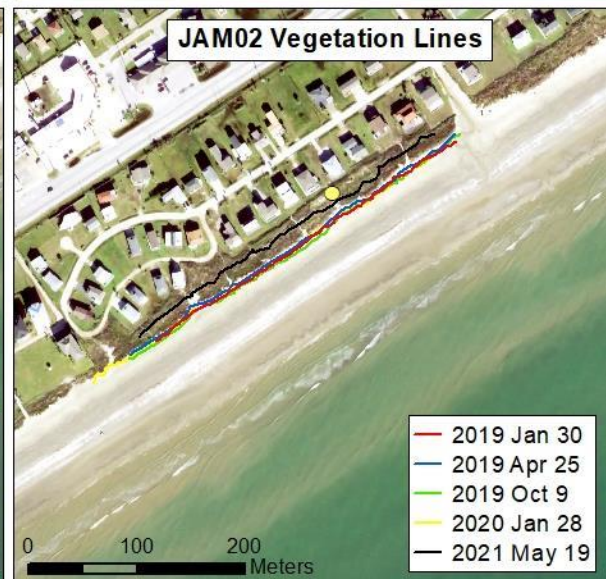 JAM02 Vegetation Lines
2019 Jan 30
2019 Apr 25
2019 Oct 9
2020 Jan 28
2021 May 19
0 100 200
Meters